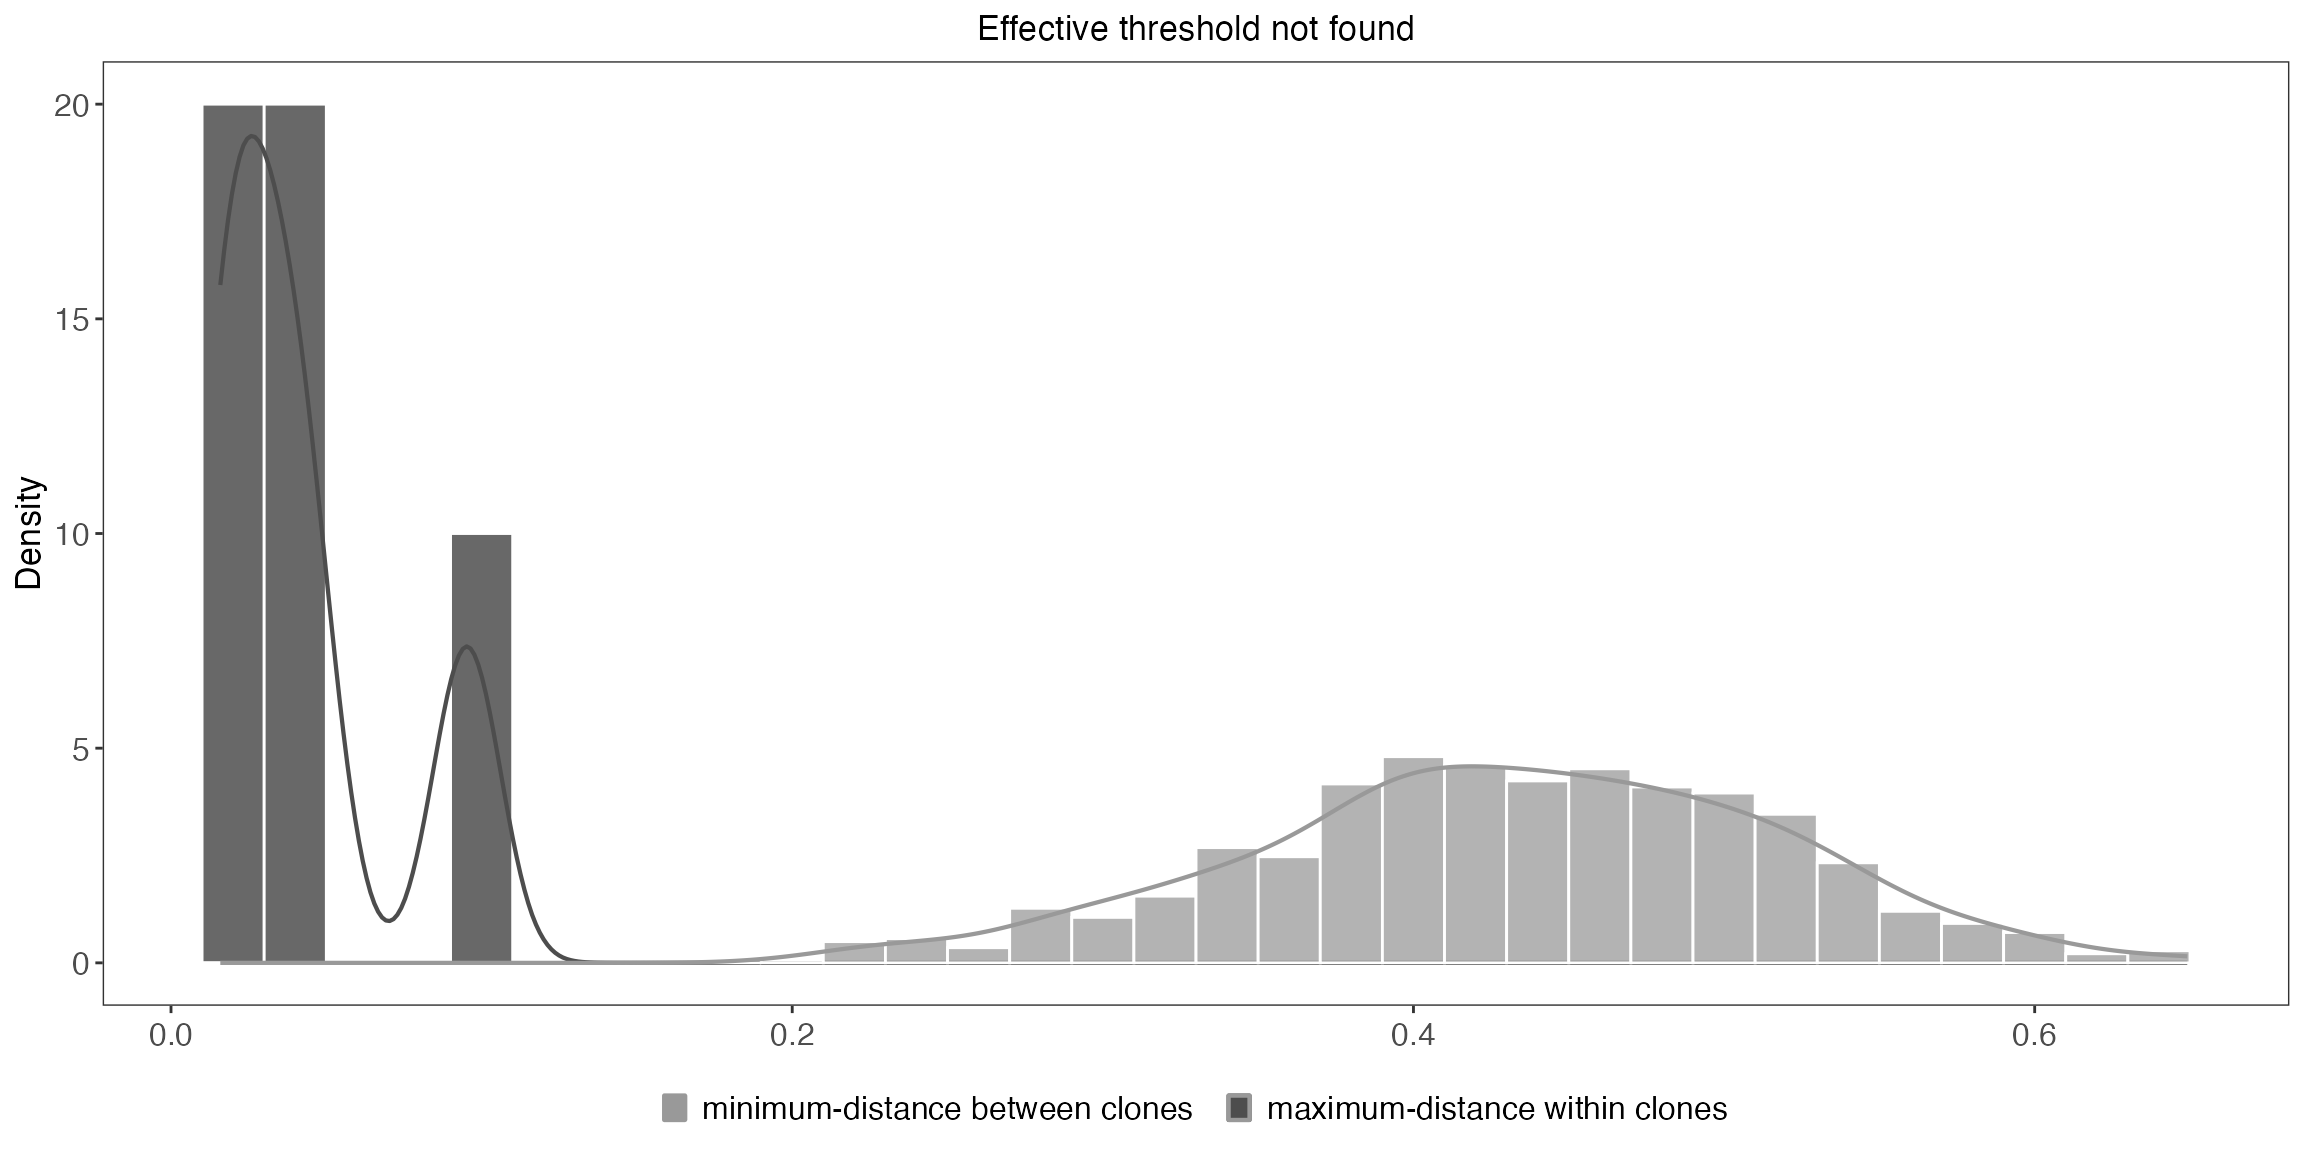 Effective threshold not found
Density
20
15
10
5
0
0.0 0.2 0.4 0.6
minimum-distance between clones maximum-distance within clones